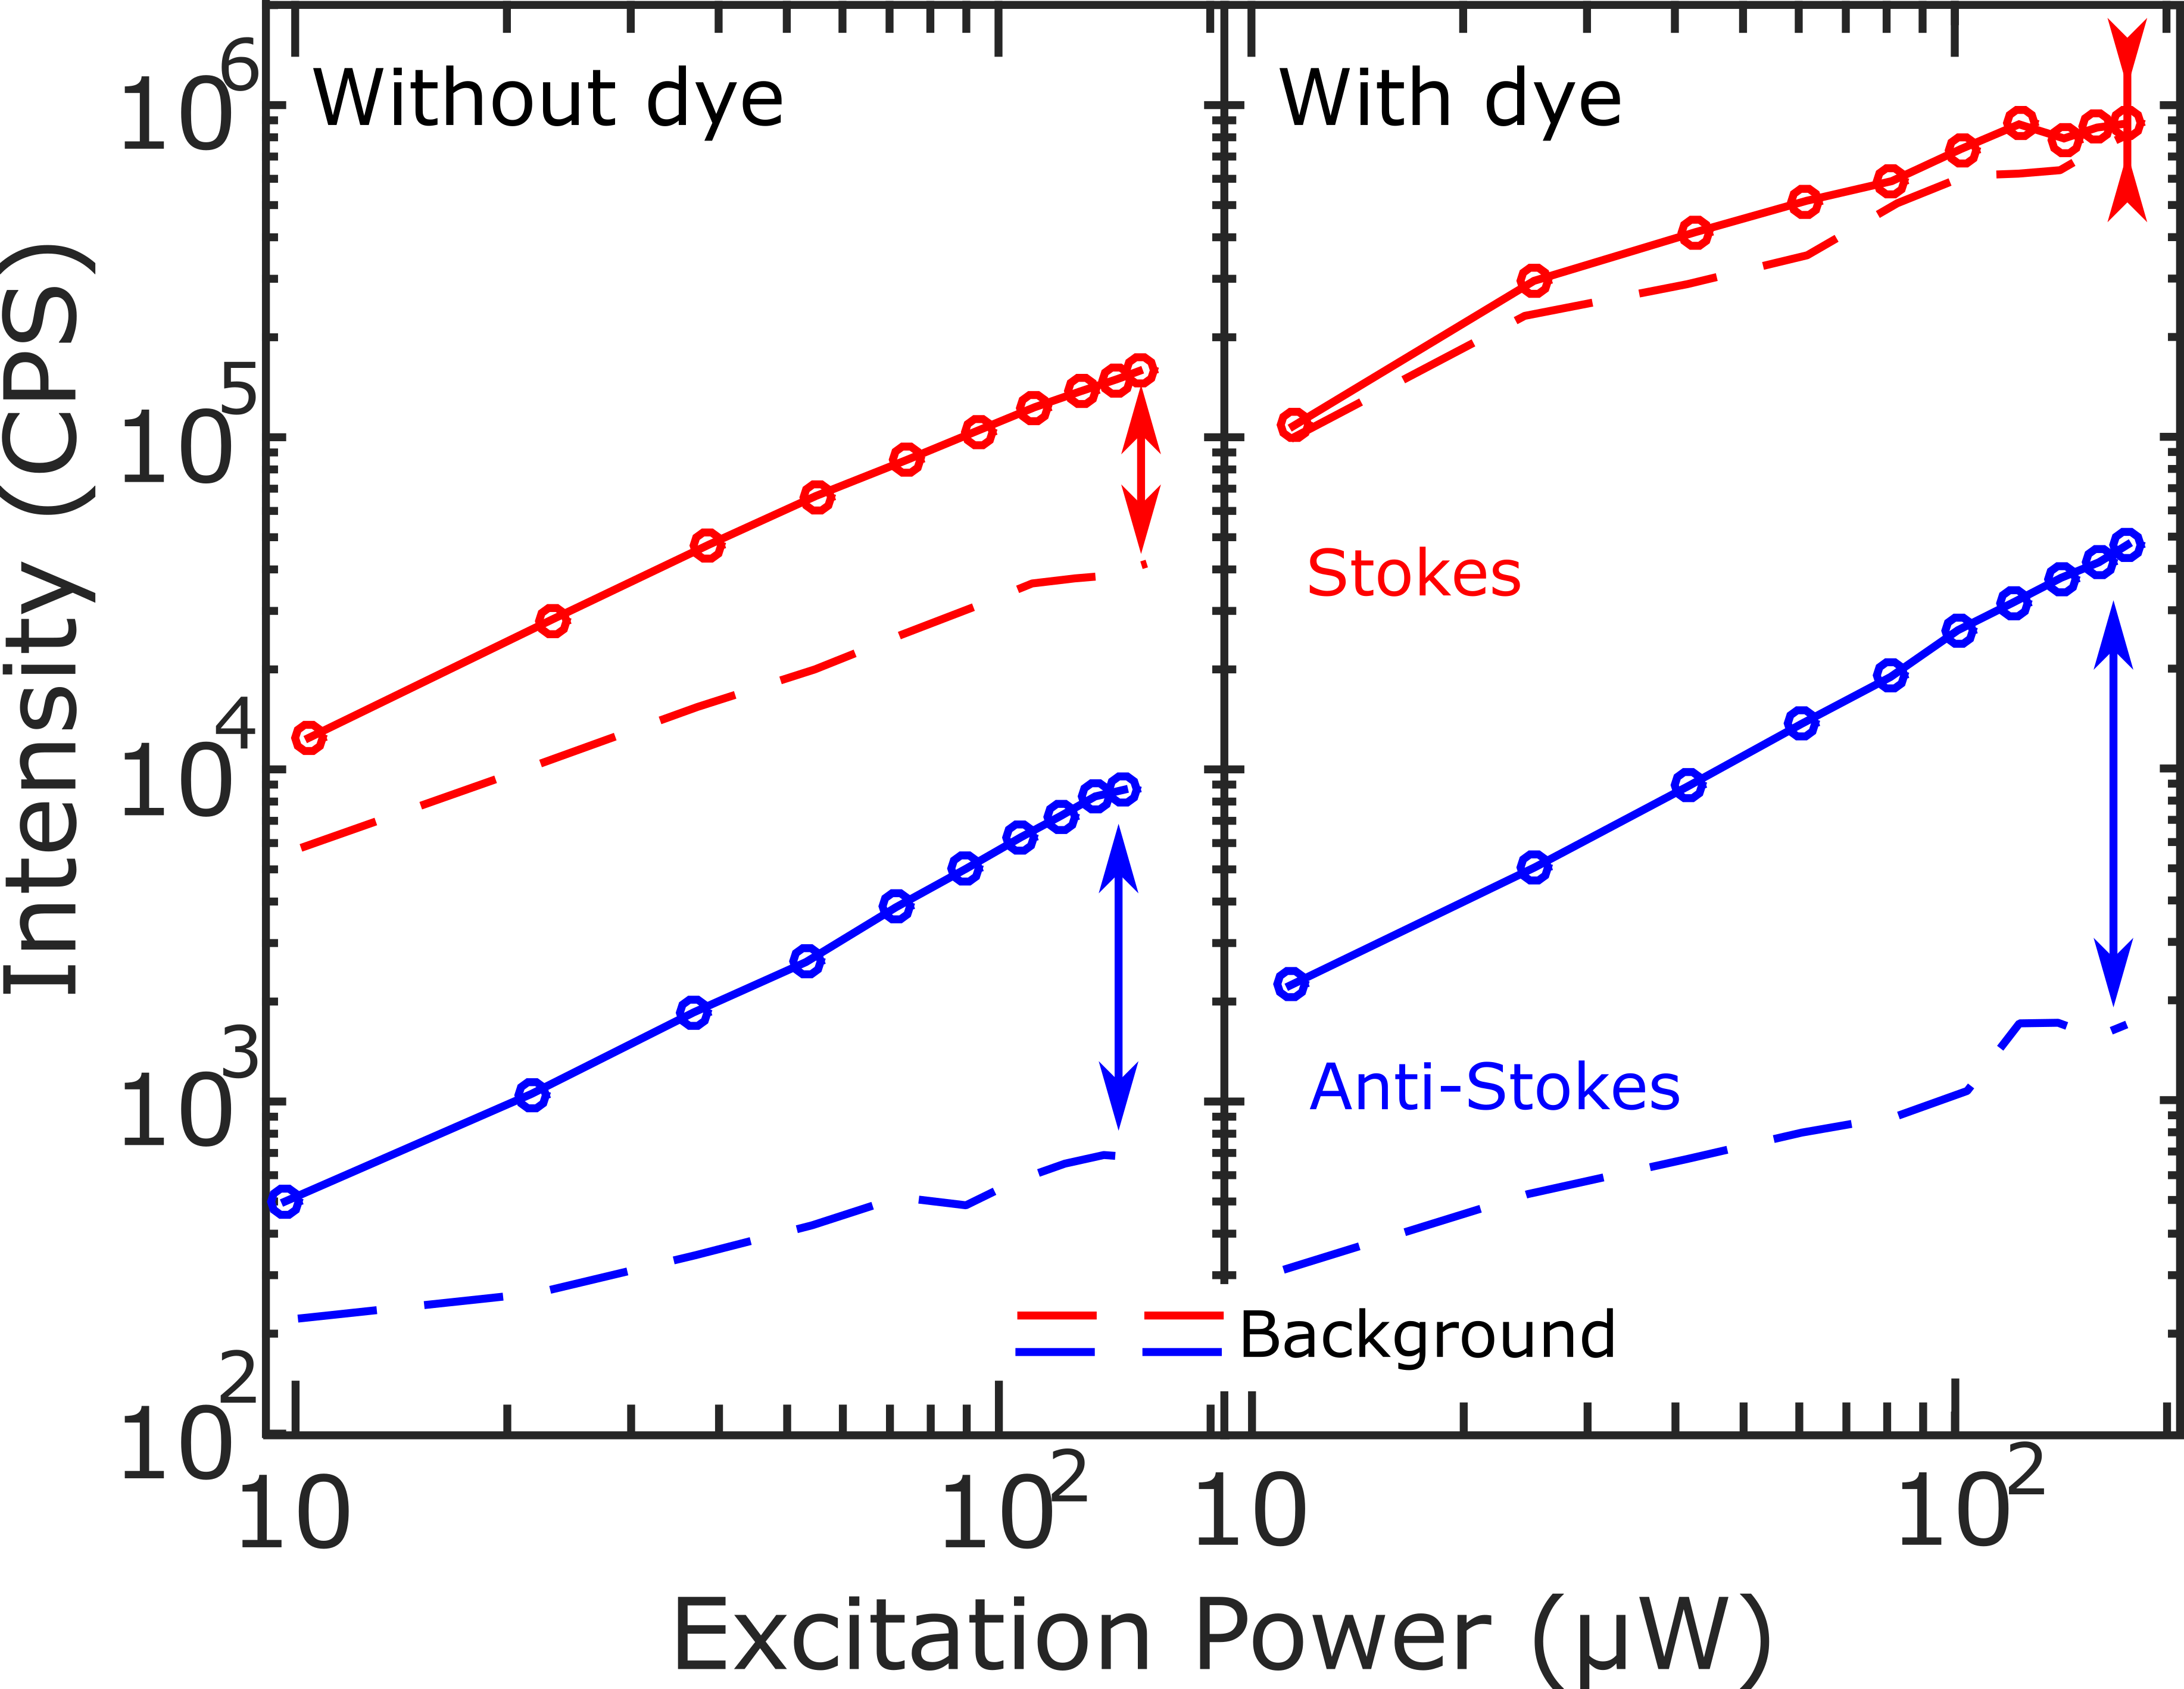 Without dye
With dye
10^6
10^5
10^4
10^3
10^2
Intensity (CPS)
Stokes
Anti-Stokes
Background
10
10^2
10
10^2
Excitation Power (μW)